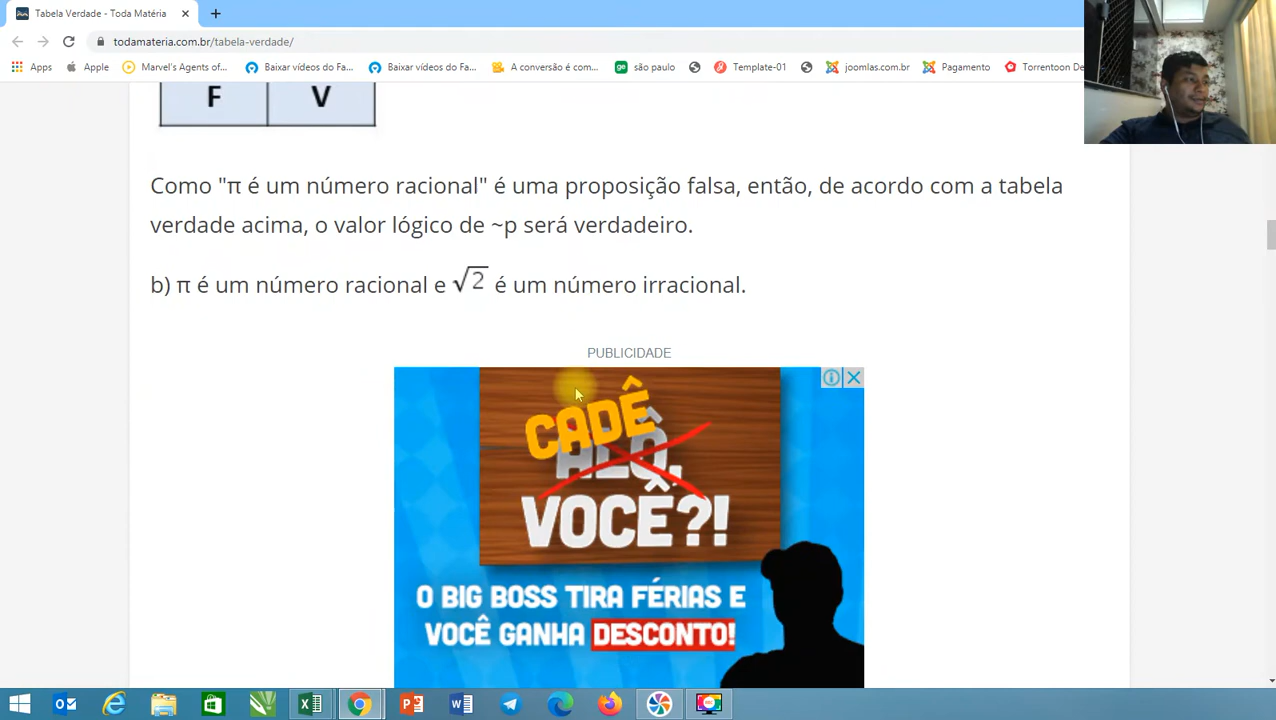 Tabela Verdade - Toda Matéria
todamateria.com.br/tabela-verdade/
Apps
Apple
Marvel's Agents of...
Baixar vídeos do Fa...
Baixar vídeos do Fa...
A conversão é com...
são paulo
Template-01
joomlas.com.br
Pagamento
Torrentoon De
F V
Como "π é um número racional" é uma proposição falsa, então, de acordo com a tabela
verdade acima, o valor lógico de ~p será verdadeiro.
b) π é um número racional e √2 é um número irracional.
PUBLICIDADE
CADÊ
ALÔ,
VOCÊ?!
O BIG BOSS TIRA FÉRIAS E
VOCÊ GANHA DESCONTO!